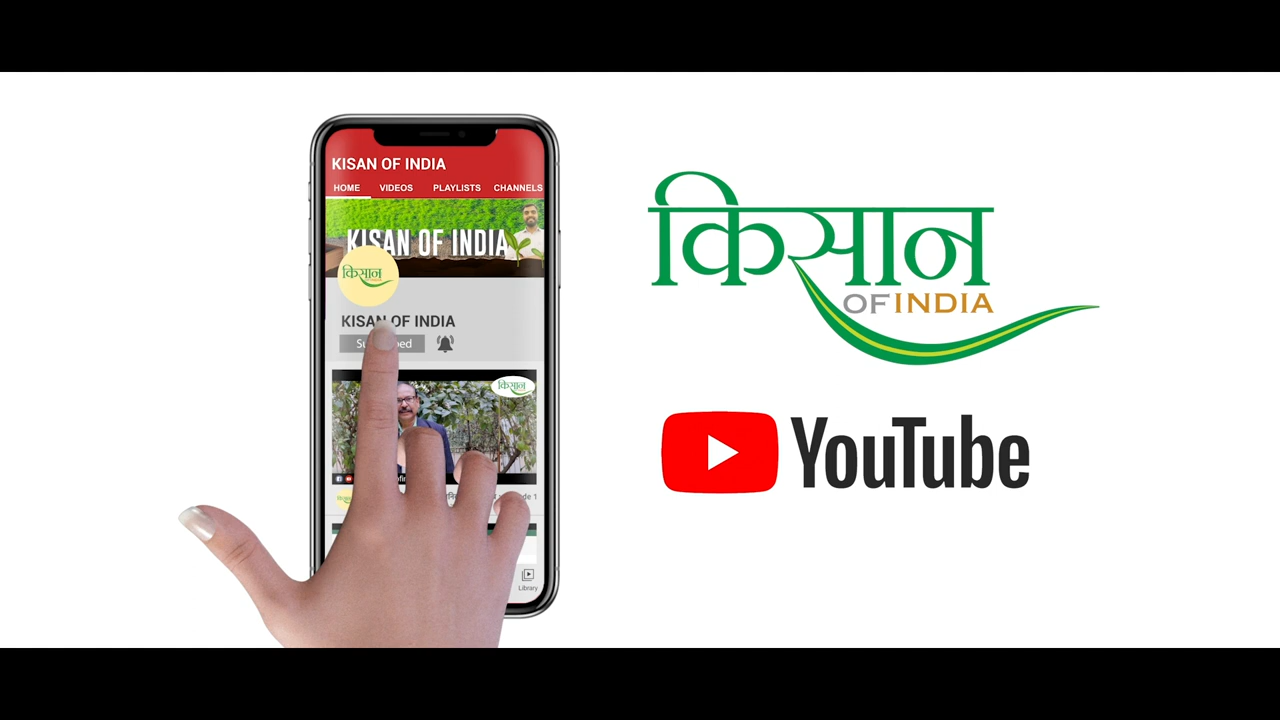 KISAN OF INDIA
HOME VIDEOS PLAYLISTS CHANNELS
KISAN OF INDIA
किसान
KISAN OF INDIA
किसान
Library
किसान
OF INDIA
YouTube